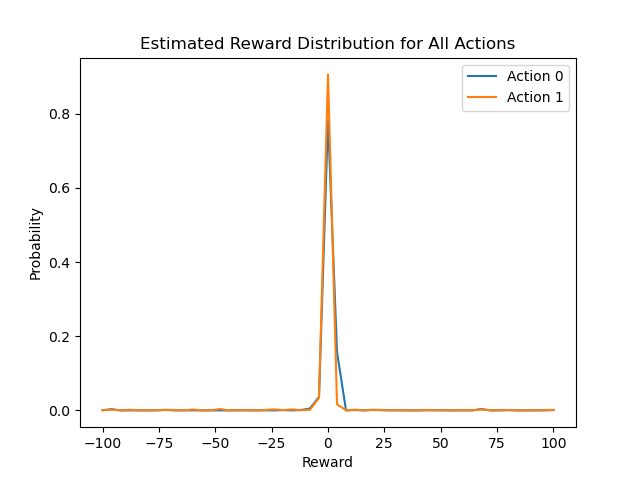 Estimated Reward Distribution for All Actions
Action 0
Action 1
0.8
0.6
0.4
0.2
0.0
Probability
−100 −75 −50 −25 0 25 50 75 100
Reward